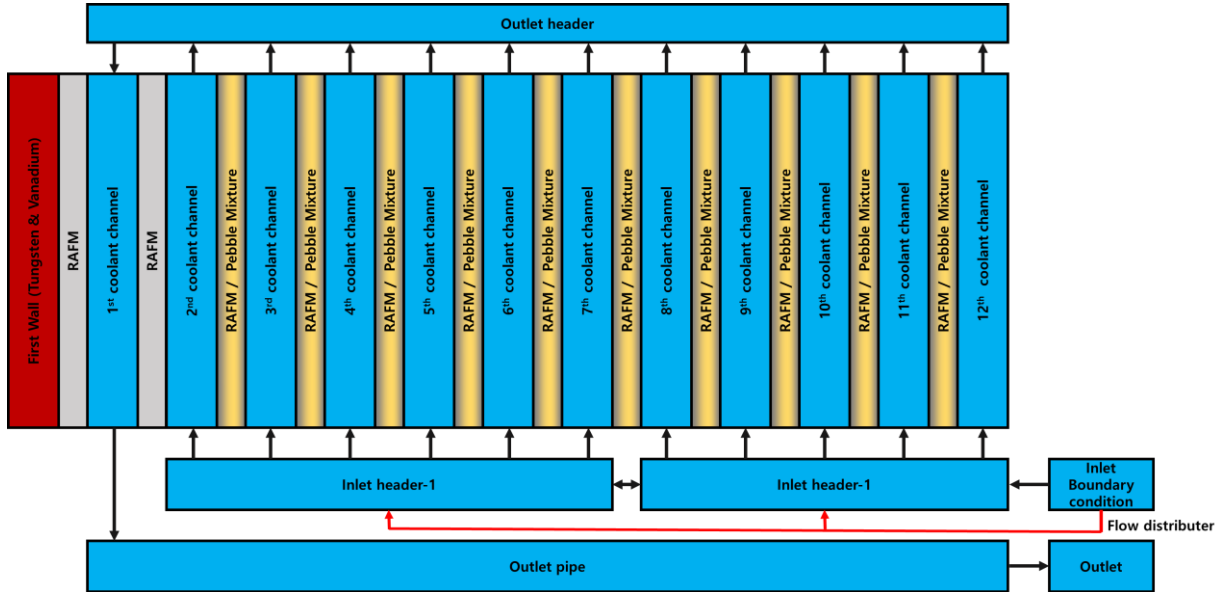 Outlet header
First Wall (Tungsten & Vanadium)
RAFM
1st coolant channel
RAFM
2nd coolant channel
RAFM / Pebble Mixture
3rd coolant channel
RAFM / Pebble Mixture
4th coolant channel
RAFM / Pebble Mixture
5th coolant channel
RAFM / Pebble Mixture
6th coolant channel
RAFM / Pebble Mixture
7th coolant channel
RAFM / Pebble Mixture
8th coolant channel
RAFM / Pebble Mixture
9th coolant channel
RAFM / Pebble Mixture
10th coolant channel
RAFM / Pebble Mixture
11th coolant channel
RAFM / Pebble Mixture
12th coolant channel
Inlet header-1
Inlet header-1
Inlet
Boundary
condition
Flow distributer
Outlet pipe
Outlet